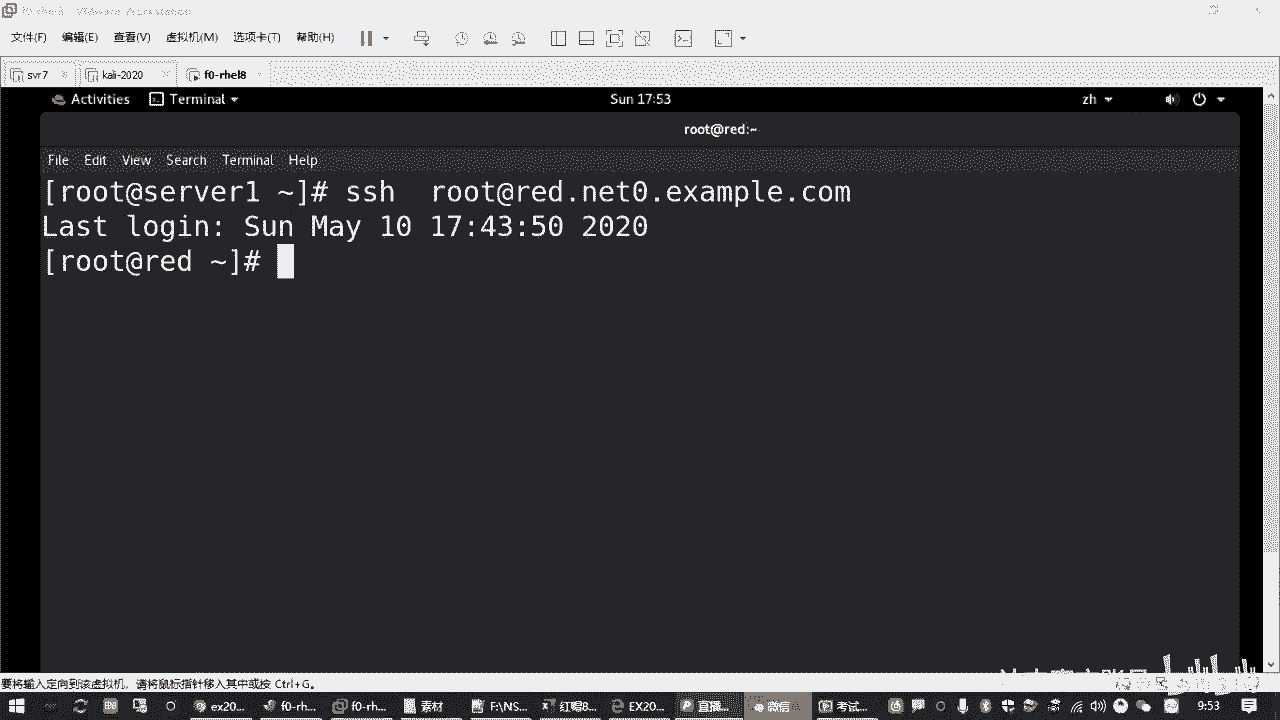 文件(F) 编辑(E) 查看(V) 虚拟机(M) 选项卡(T) 帮助(H)
svr7 kali-2020 f0-rhel8
Activities Terminal Sun 17:53 zh
root@red:~
File Edit View Search Terminal Help
[root@server1 ~]# ssh  root@red.net0.example.com
Last login: Sun May 10 17:43:50 2020
[root@red ~]#
要将输入定向到该虚拟机，请将鼠标指针移入其中或按 Ctrl+G。
ex20... f0-rh... f0-rh... 素材 F:\NS... 红帽8... EX20... 直播... 微信 考试... 9:53